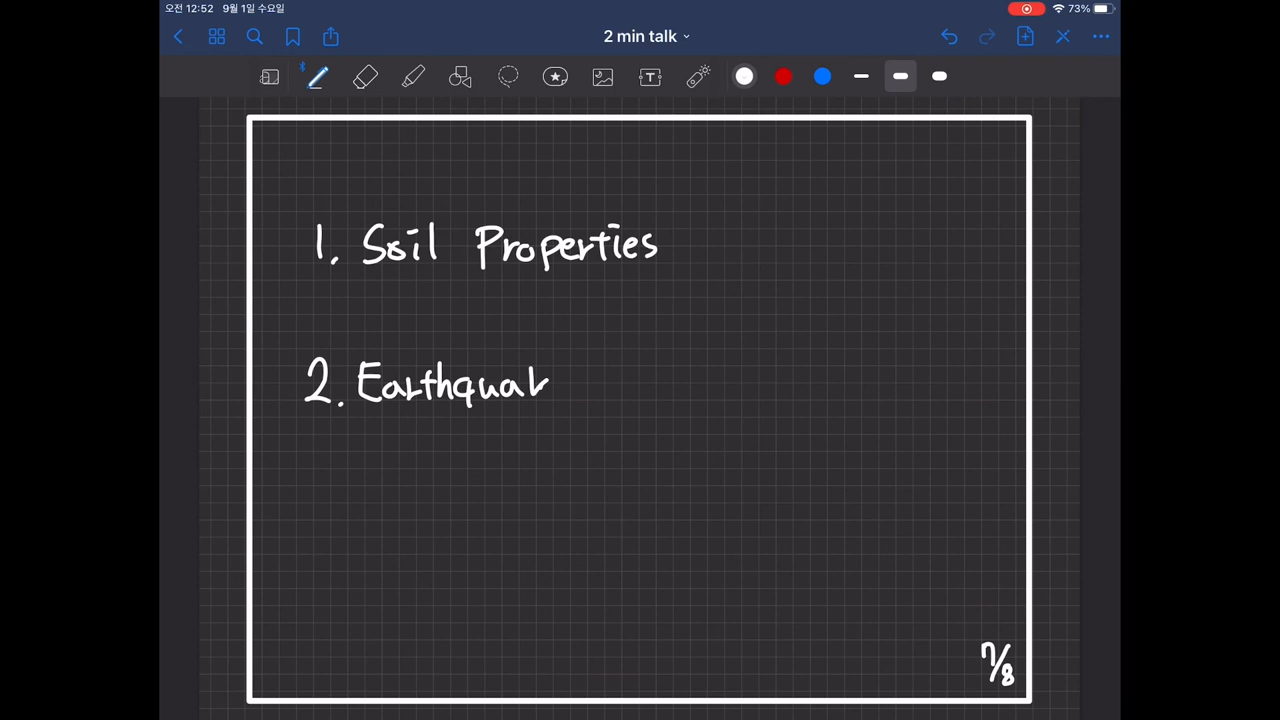 오전 12:52 9월 1일 수요일 73%
2 min talk
T
1. Soil Properties
2. Earthquak
7/8